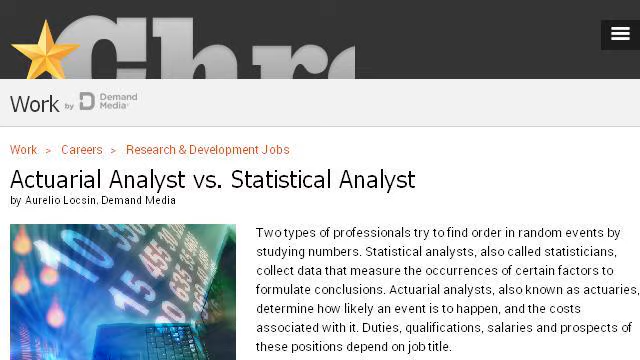 Chr
Work by Demand Media
Work > Careers > Research & Development Jobs
Actuarial Analyst vs. Statistical Analyst
by Aurelio Locsin, Demand Media
Two types of professionals try to find order in random events by
studying numbers. Statistical analysts, also called statisticians,
collect data that measure the occurrences of certain factors to
formulate conclusions. Actuarial analysts, also known as actuaries,
determine how likely an event is to happen, and the costs
associated with it. Duties, qualifications, salaries and prospects of
these positions depend on job title.